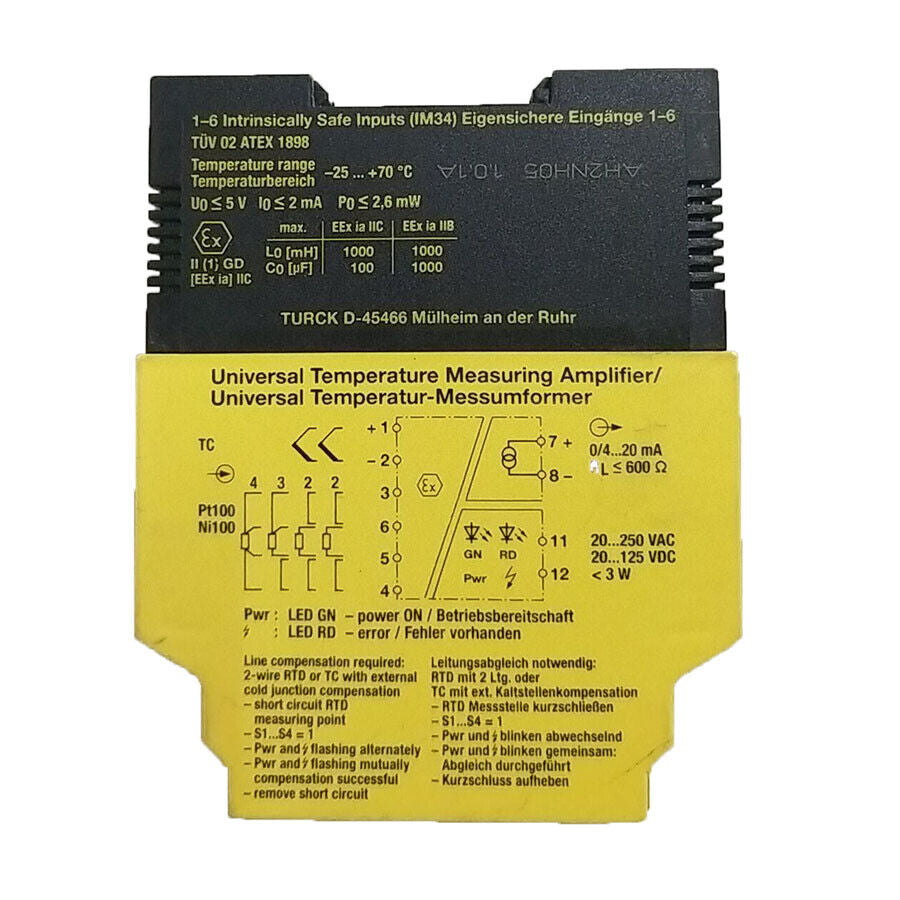 1–6 Intrinsically Safe Inputs (IM34) Eigensichere Eingänge 1–6
TÜV 02 ATEX 1898
Temperature range
Temperaturbereich
–25 ... +70 °C
AH2NH05 1.0.1A
Uo ≤ 5 V Io ≤ 2 mA Po ≤ 2,6 mW
max. EEx ia IIC EEx ia IIB
Lo [mH] 1000 1000
Co [µF] 100 1000
εx
II (1) GD
[EEx ia] IIC
TURCK D-45466 Mülheim an der Ruhr
Universal Temperature Measuring Amplifier/
Universal Temperatur-Messumformer
TC
4 3 2 2
Pt100
Ni100
+ 1
– 2
3
6
5
4
εx
7 +
8 –
0/4...20 mA
L ≤ 600 Ω
GN RD
Pwr
11
12
20...250 VAC
20...125 VDC
< 3 W
Pwr : LED GN – power ON / Betriebsbereitschaft
: LED RD – error / Fehler vorhanden
Line compensation required:
2-wire RTD or TC with external
cold junction compensation
– short circuit RTD
measuring point
– S1...S4 = 1
– Pwr and ϟ flashing alternately
– Pwr and ϟ flashing mutually
compensation successful
– remove short circuit
Leitungsabgleich notwendig:
RTD mit 2 Ltg. oder
TC mit ext. Kaltstellenkompensation
– RTD Messstelle kurzschließen
– S1...S4 = 1
– Pwr und ϟ blinken abwechselnd
– Pwr und ϟ blinken gemeinsam:
Abgleich durchgeführt
– Kurzschluss aufheben